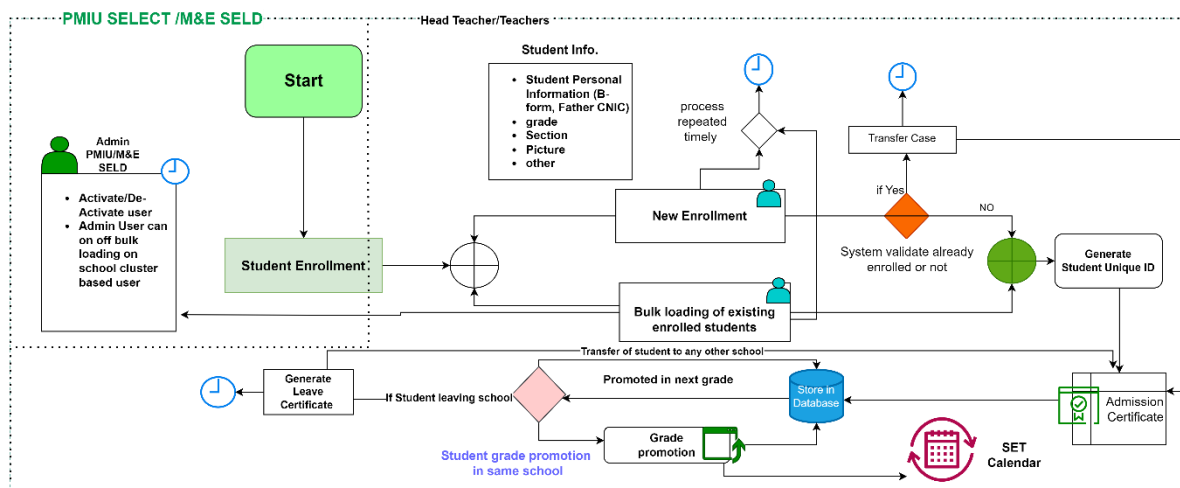 PMIU SELECT /M&E SELD
Head Teacher/Teachers
Start
Student Info.
Student Personal
Information (B-
form, Father CNIC)
grade
Section
Picture
other
process
repeated
timely
Transfer Case
Admin
PMIU/M&E
SELD
Activate/De-
Activate user
Admin User can
on off bulk
loading on
school cluster
based user
if Yes
New Enrollment
NO
System validate already
enrolled or not
Generate
Student Unique ID
Student Enrollment
Bulk loading of existing
enrolled students
Transfer of student to any other school
Generate
Leave
Certificate
If Student leaving school
Promoted in next grade
Store in
Database
Admission
Certificate
Student grade promotion
in same school
Grade
promotion
SET
Calendar